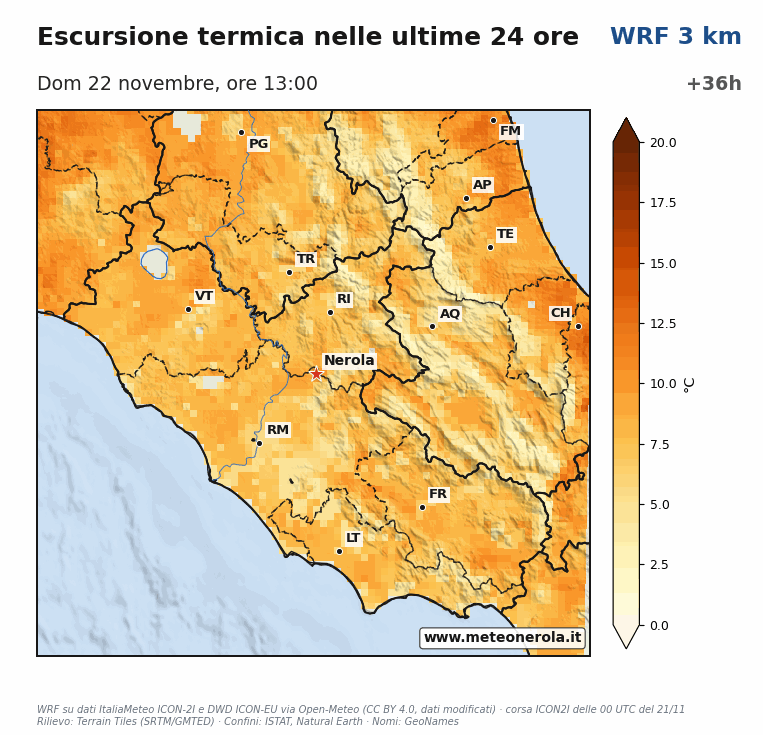 Escursione termica nelle ultime 24 ore
WRF 3 km
Dom 22 novembre, ore 13:00
+36h
FM
PG
AP
TE
TR
RI
VT
AQ
CH
Nerola
RM
FR
LT
www.meteonerola.it
20.0
17.5
15.0
12.5
10.0
7.5
5.0
2.5
0.0
°C
WRF su dati ItaliaMeteo ICON-2I e DWD ICON-EU via Open-Meteo (CC BY 4.0, dati modificati) · corsa ICON2I delle 00 UTC del 21/11
Rilievo: Terrain Tiles (SRTM/GMTED) · Confini: ISTAT, Natural Earth · Nomi: GeoNames